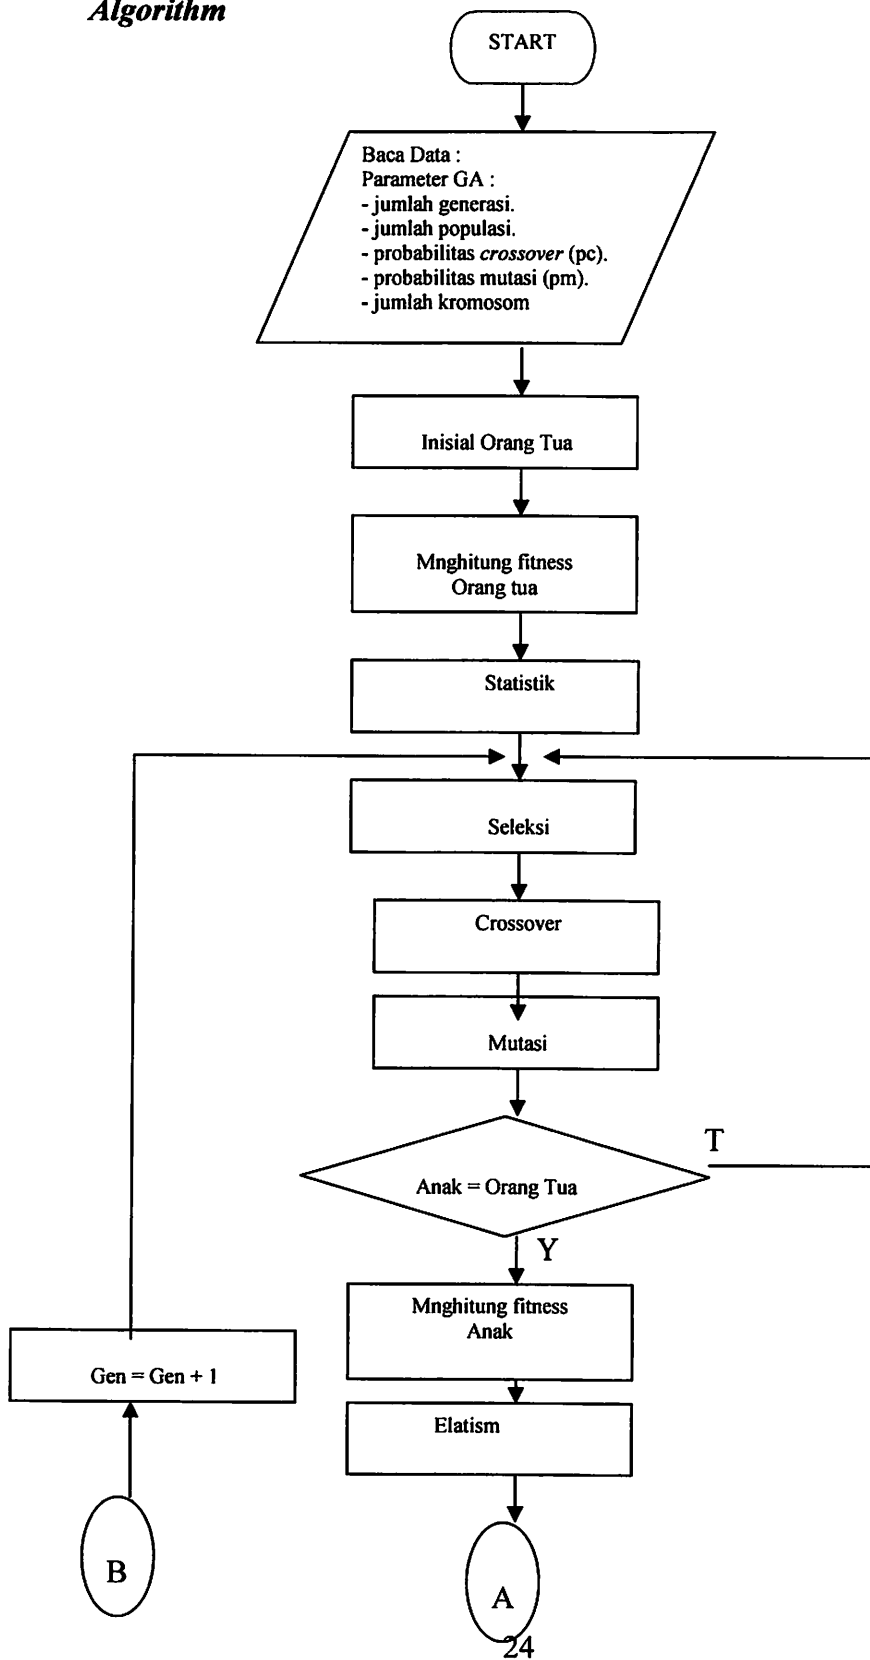 Algorithm
START
Baca Data :
Parameter GA :
- jumlah generasi.
- jumlah populasi.
- probabilitas crossover (pc).
- probabilitas mutasi (pm).
- jumlah kromosom
Inisial Orang Tua
Mnghitung fitness
Orang tua
Statistik
Seleksi
Crossover
Mutasi
T
Anak = Orang Tua
Y
Mnghitung fitness
Anak
Gen = Gen + 1
Elatism
B
A
24